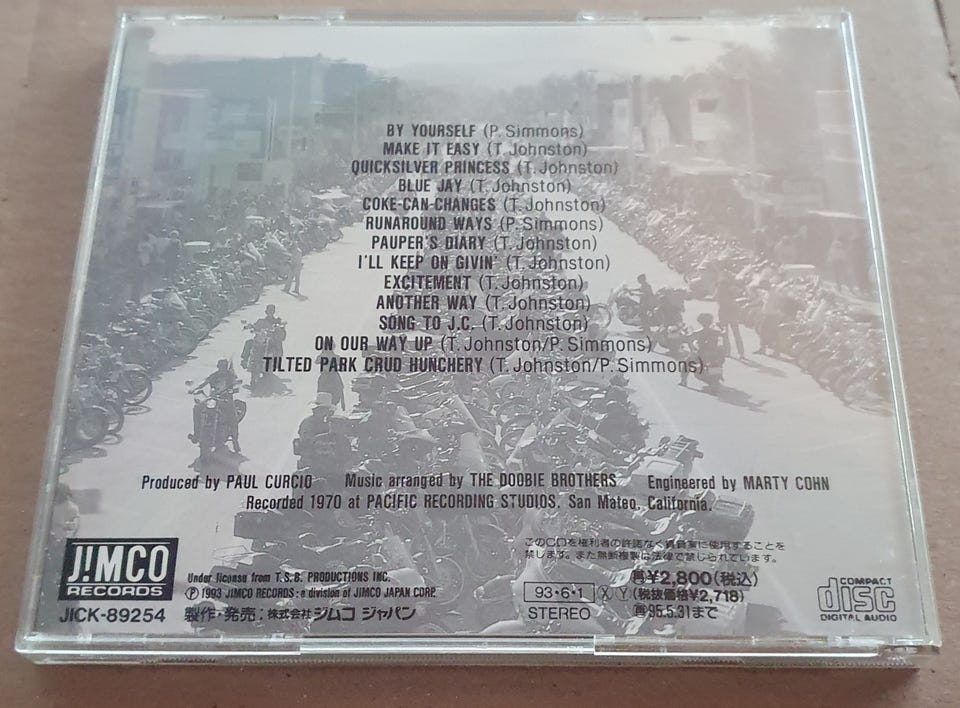 BY YOURSELF (P. Simmons)
MAKE IT EASY (T. Johnston)
QUICKSILVER PRINCESS (T. Johnston)
BLUE JAY (T. Johnston)
COKE-CAN-CHANGES (T. Johnston)
RUNAROUND WAYS (P. Simmons)
PAUPER'S DIARY (T. Johnston)
I'LL KEEP ON GIVIN' (T. Johnston)
EXCITEMENT (T. Johnston)
ANOTHER WAY (T. Johnston)
SONG TO J.C. (T. Johnston)
ON OUR WAY UP (T. Johnston/P. Simmons)
TILTED PARK CRUD HUNCHERY (T. Johnston/P. Simmons)
Produced by PAUL CURCIO Music arranged by THE DOOBIE BROTHERS Engineered by MARTY COHN
Recorded 1970 at PACIFIC RECORDING STUDIOS. San Mateo, California.
このCDを権利者の許諾なく賃貸業に使用することを
禁じます。また無断複製は法律で禁じられています。
J!MCO
RECORDS
JICK-89254
Under license from T.S.B. PRODUCTIONS INC.
Ⓟ 1993 JIMCO RECORDS: a division of JIMCO JAPAN CORP.
製作・発売：株式会社ジムコ ジャパン
93・6・1 X Y
STEREO
再¥2,800(税込)
(税抜価格¥2,718)
再95.5.31まで
COMPACT
disc
DIGITAL AUDIO